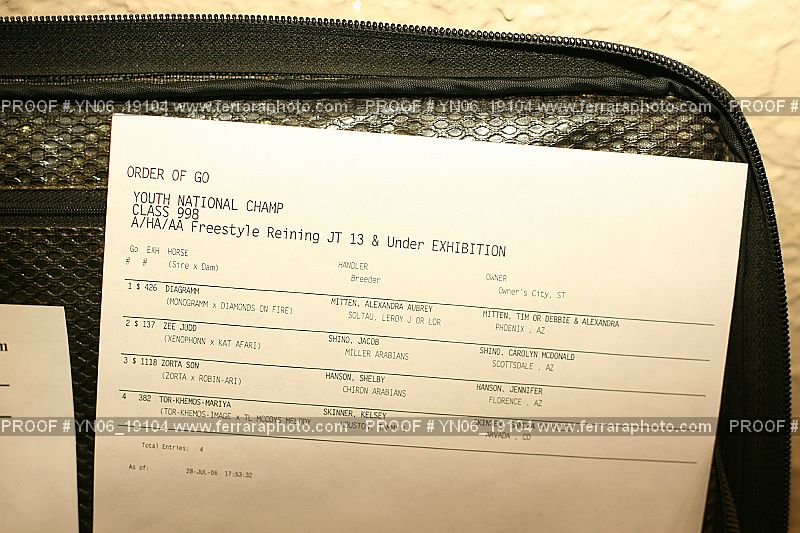 PROOF # YN06_19104 www.ferraraphoto.com PROOF # YN06_19104 www.ferraraphoto.com PROOF #
ORDER OF GO
YOUTH NATIONAL CHAMP
CLASS 998
A/HA/AA Freestyle Reining JT 13 & Under EXHIBITION
Go EXH HORSE HANDLER OWNER
# # (Sire x Dam) Breeder Owner's City, ST
1 $ 426 DIAGRAMM MITTEN, ALEXANDRA AUBREY MITTEN, TIM OR DEBBIE & ALEXANDRA
(MONOGRAMM x DIAMONDS ON FIRE) SOLTAU, LEROY J OR LOR PHOENIX , AZ
2 $ 137 ZEE JUDD SHINO, JACOB SHINO, CAROLYN MCDONALD
(XENOPHONN x KAT AFARI) MILLER ARABIANS SCOTTSDALE , AZ
3 $ 1118 ZORTA SON HANSON, SHELBY HANSON, JENNIFER
(ZORTA x ROBIN-ARI) CHIRON ARABIANS FLORENCE , AZ
4 382 TOR-KHEMOS-MARIYA SKINNER, KELSEY
(TOR-KHEMOS-IMAGE x TL MCGOYS MELODY ARVADA , CO
PROOF # YN06_19104 www.ferraraphoto.com PROOF # YN06_19104 www.ferraraphoto.com PROOF #
Total Entries: 4
As of: 28-JUL-06 17:53:32